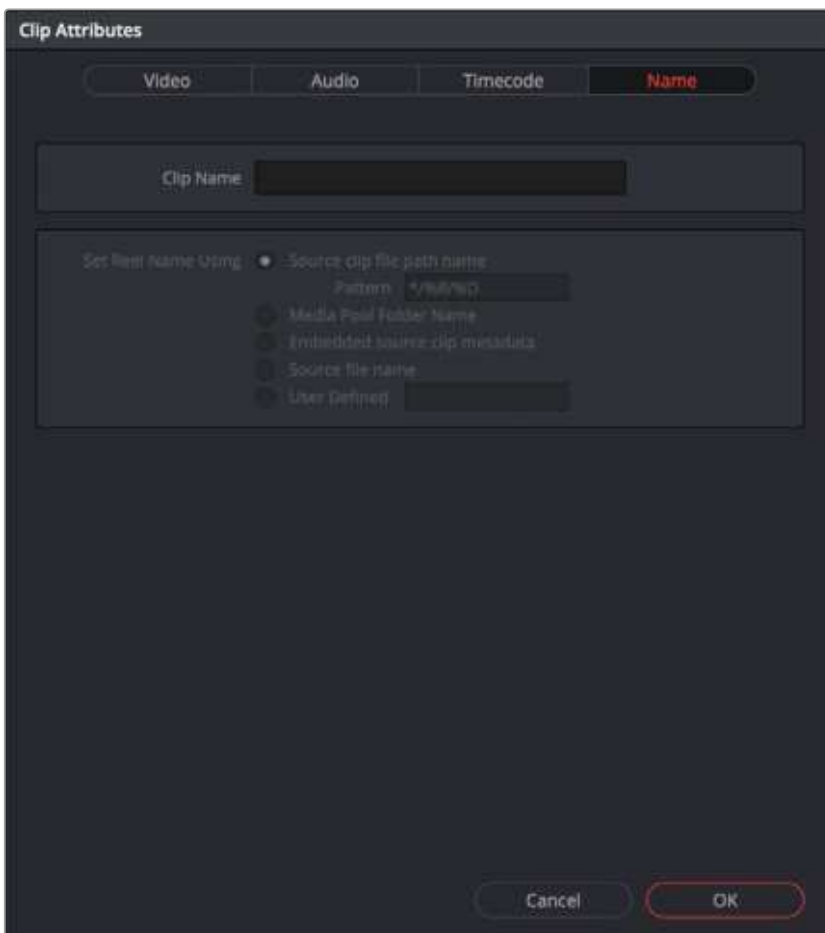 Clip Attributes
Video Audio Timecode Name
Clip Name
Set Reel Name Using Source clip file path name
Pattern */%R/%D
Media Pool Folder Name
Embedded source clip metadata
Source file name
User Defined
Cancel OK